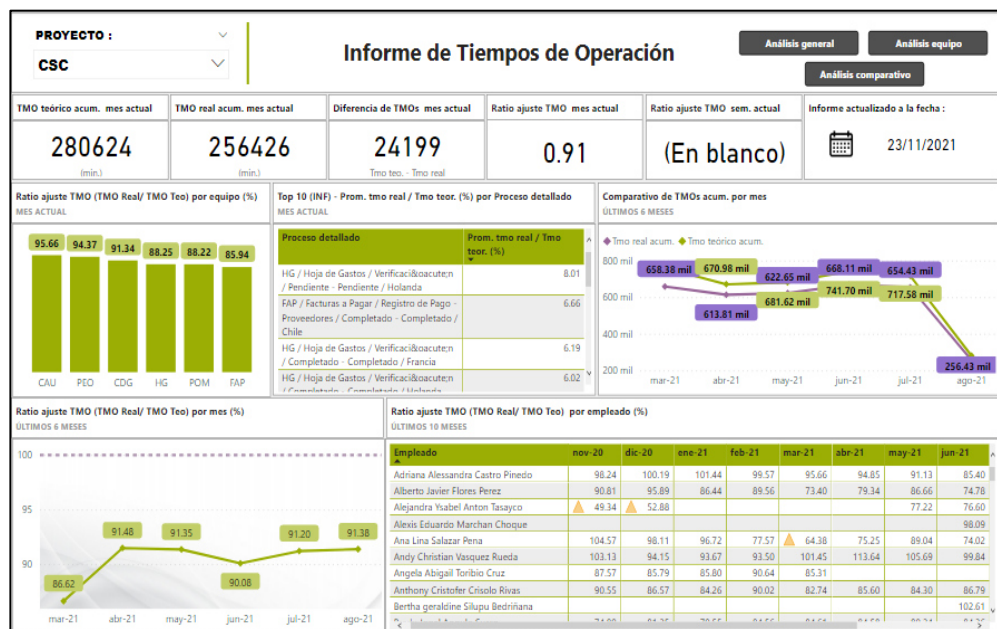 PROYECTO :
CSC
Informe de Tiempos de Operación
Análisis general
Análisis equipo
Análisis comparativo
TMO teórico acum. mes actual
280624
(min.)
TMO real acum. mes actual
256426
(min.)
Diferencia de TMOs mes actual
24199
Tmo teo. - Tmo real
Ratio ajuste TMO mes actual
0.91
Ratio ajuste TMO sem. actual
(En blanco)
Informe actualizado a la fecha :
23/11/2021
Ratio ajuste TMO (TMO Real/ TMO Teo) por equipo (%)
MES ACTUAL
95.66 94.37 91.34 88.25 88.22 85.94
CAU PEO CDG HG POM FAP
Top 10 (INF) - Prom. tmo real / Tmo teor. (%) por Proceso detallado
MES ACTUAL
Proceso detallado
Prom. tmo real / Tmo
teor. (%)
HG / Hoja de Gastos / Verificaci&oacute;n 8.01
/ Pendiente - Pendiente / Holanda
FAP / Facturas a Pagar / Registro de Pago - 6.66
Proveedores / Completado - Completado /
Chile
HG / Hoja de Gastos / Verificaci&oacute;n 6.19
/ Completado - Completado / Francia
HG / Hoja de Gastos / Verificaci&oacute;n 6.02
/ Completado - Completado / Holanda
Comparativo de TMOs acum. por mes
ÚLTIMOS 6 MESES
Tmo real acum. Tmo teórico acum.
800 mil
600 mil
400 mil
200 mil
658.38 mil 670.98 mil 622.65 mil 668.11 mil 654.43 mil
613.81 mil 681.62 mil 741.70 mil 717.58 mil
256.43 mil
mar-21 abr-21 may-21 jun-21 jul-21 ago-21
Ratio ajuste TMO (TMO Real/ TMO Teo) por mes (%)
ÚLTIMOS 6 MESES
100
95
90
86.62 91.48 91.35 90.08 91.20 91.38
mar-21 abr-21 may-21 jun-21 jul-21 ago-21
Ratio ajuste TMO (TMO Real/ TMO Teo) por empleado (%)
ÚLTIMOS 10 MESES
Empleado nov-20 dic-20 ene-21 feb-21 mar-21 abr-21 may-21 jun-21
Adriana Alessandra Castro Pinedo 98.24 100.19 101.44 99.57 95.66 94.85 91.13 85.40
Alberto Javier Flores Perez 90.81 95.89 86.44 89.56 73.40 79.34 86.66 74.78
Alejandra Ysabel Anton Tasayco 49.34 52.88 77.22 76.60
Alexis Eduardo Marchan Choque 98.09
Ana Lina Salazar Pena 104.57 98.11 96.72 77.57 64.38 75.25 89.04 74.02
Andy Christian Vasquez Rueda 103.13 94.15 93.67 93.50 101.45 113.64 105.69 99.84
Angela Abigail Toribio Cruz 87.57 85.79 85.80 90.64 85.31
Anthony Cristofer Crisolo Rivas 90.55 86.57 84.26 90.02 82.74 85.60 84.30 86.79
Bertha geraldine Silupu Bedriñana 102.61